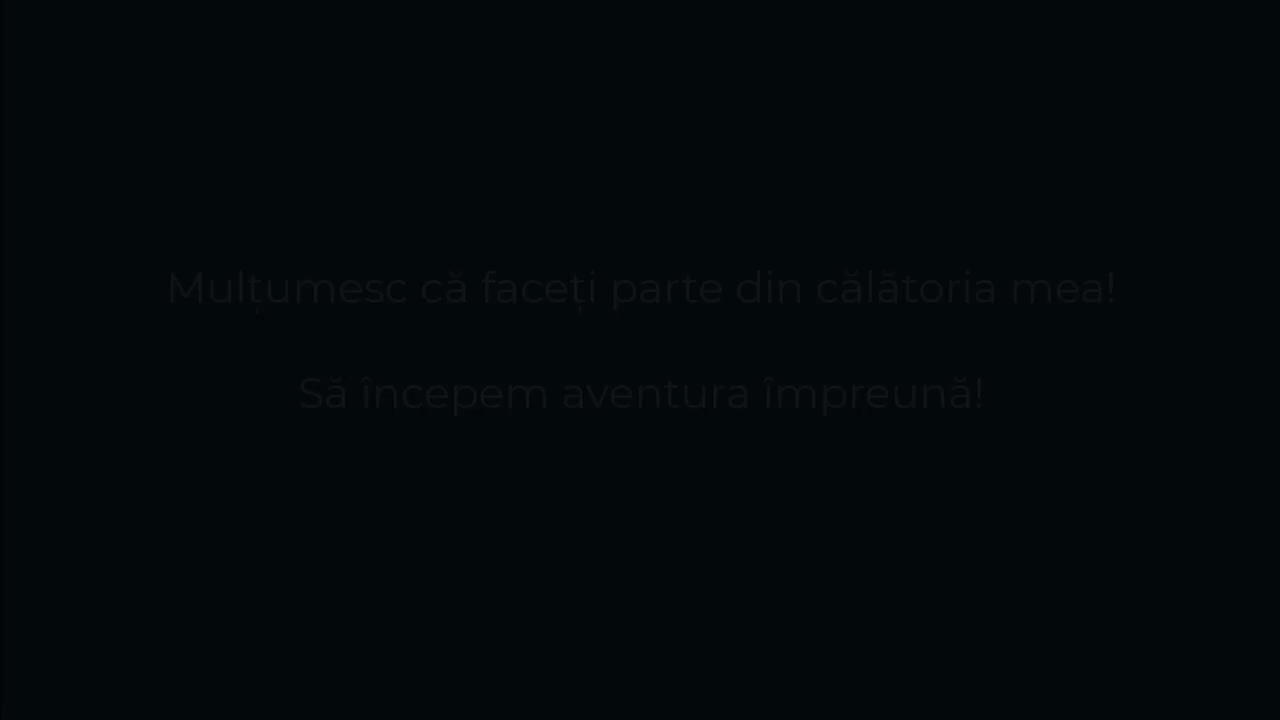 Mulțumesc că faceți parte din călătoria mea!
Să începem aventura împreună!